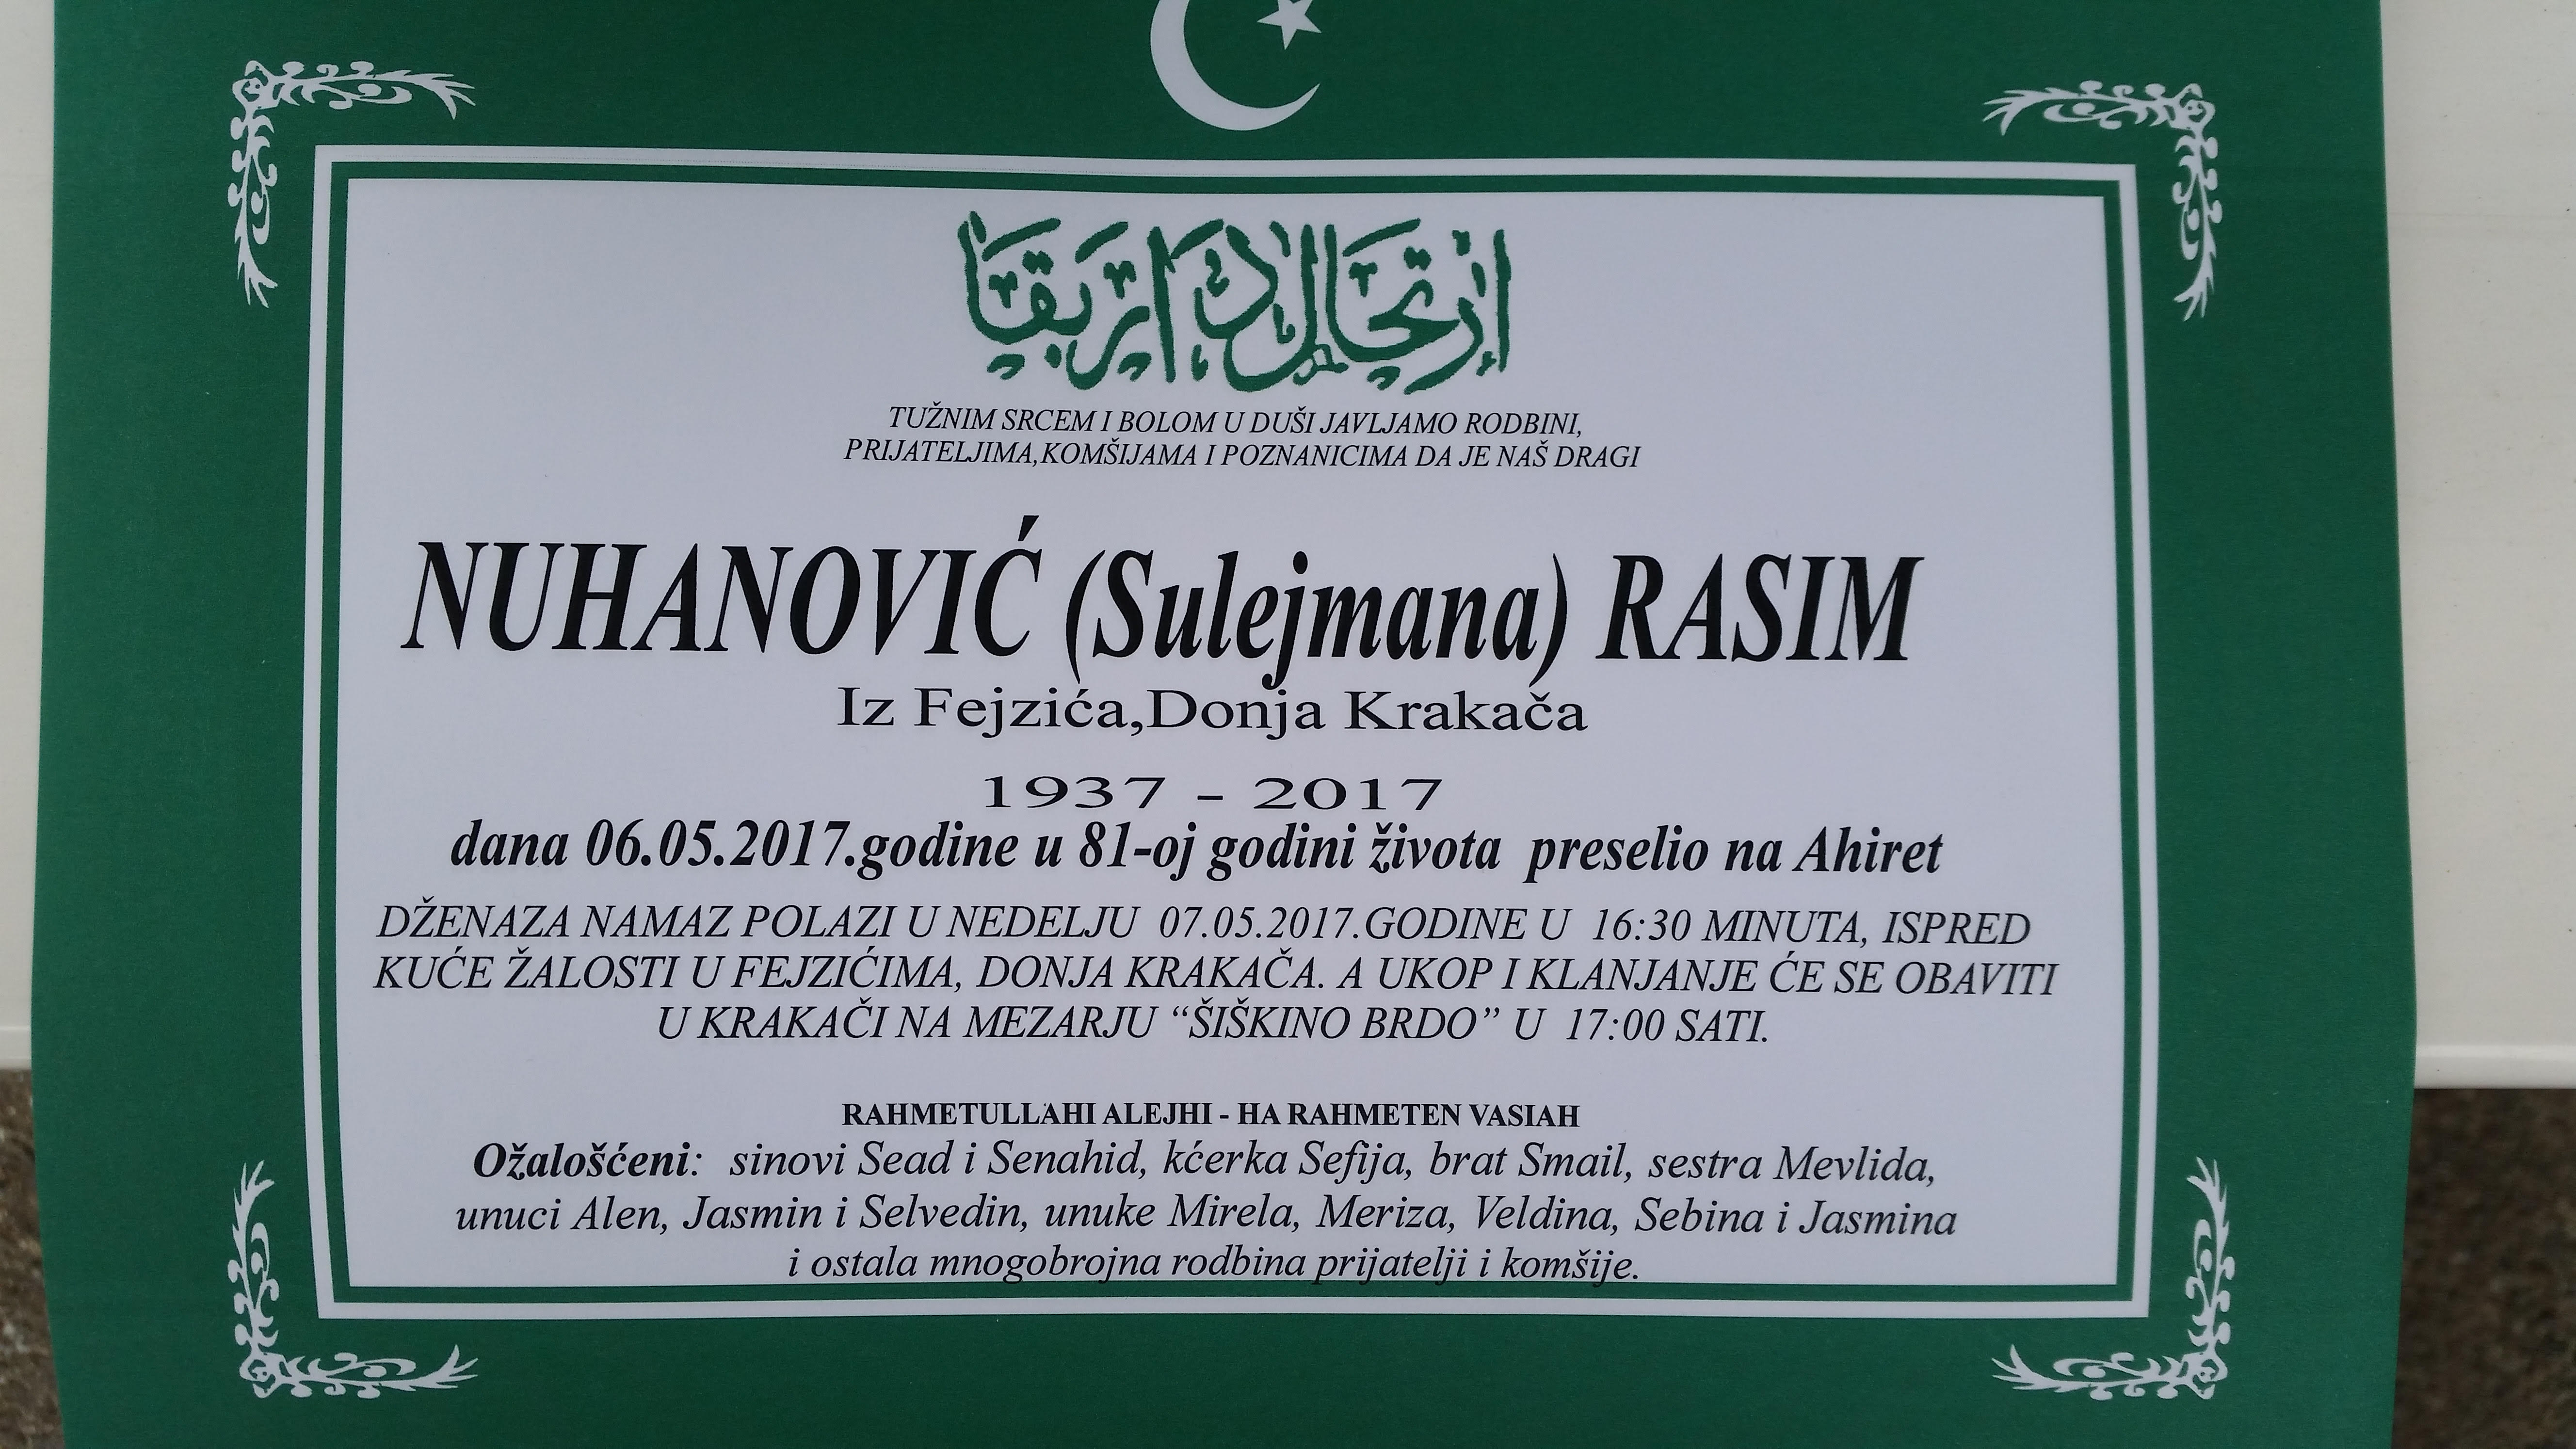 ارتحال دار بقا
TUŽNIM SRCEM I BOLOM U DUŠI JAVLJAMO RODBINI,
PRIJATELJIMA,KOMŠIJAMA I POZNANICIMA DA JE NAŠ DRAGI
NUHANOVIĆ (Sulejmana) RASIM
Iz Fejzića,Donja Krakača
1937 - 2017
dana 06.05.2017.godine u 81-oj godini života preselio na Ahiret
DŽENAZA NAMAZ POLAZI U NEDELJU 07.05.2017.GODINE U 16:30 MINUTA, ISPRED
KUĆE ŽALOSTI U FEJZIĆIMA, DONJA KRAKAČA. A UKOP I KLANJANJE ĆE SE OBAVITI
U KRAKAČI NA MEZARJU “ŠIŠKINO BRDO” U 17:00 SATI.
RAHMETULLAHI ALEJHI - HA RAHMETEN VASIAH
Ožalošćeni: sinovi Sead i Senahid, kćerka Sefija, brat Smail, sestra Mevlida,
unuci Alen, Jasmin i Selvedin, unuke Mirela, Meriza, Veldina, Sebina i Jasmina
i ostala mnogobrojna rodbina prijatelji i komšije.